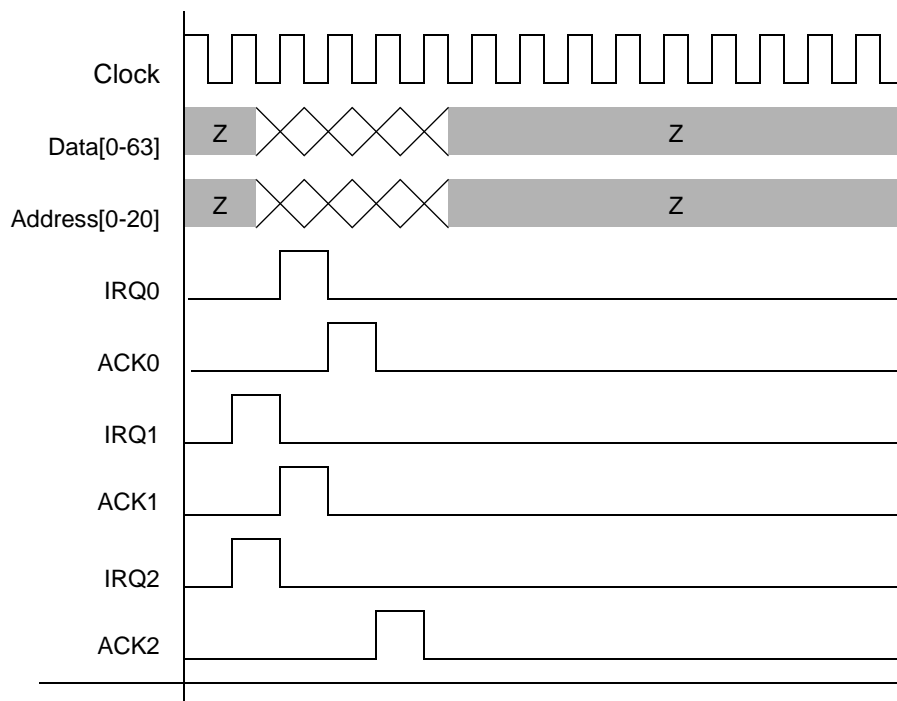 Clock
Data[0-63] Z Z
Address[0-20] Z Z
IRQ0
ACK0
IRQ1
ACK1
IRQ2
ACK2